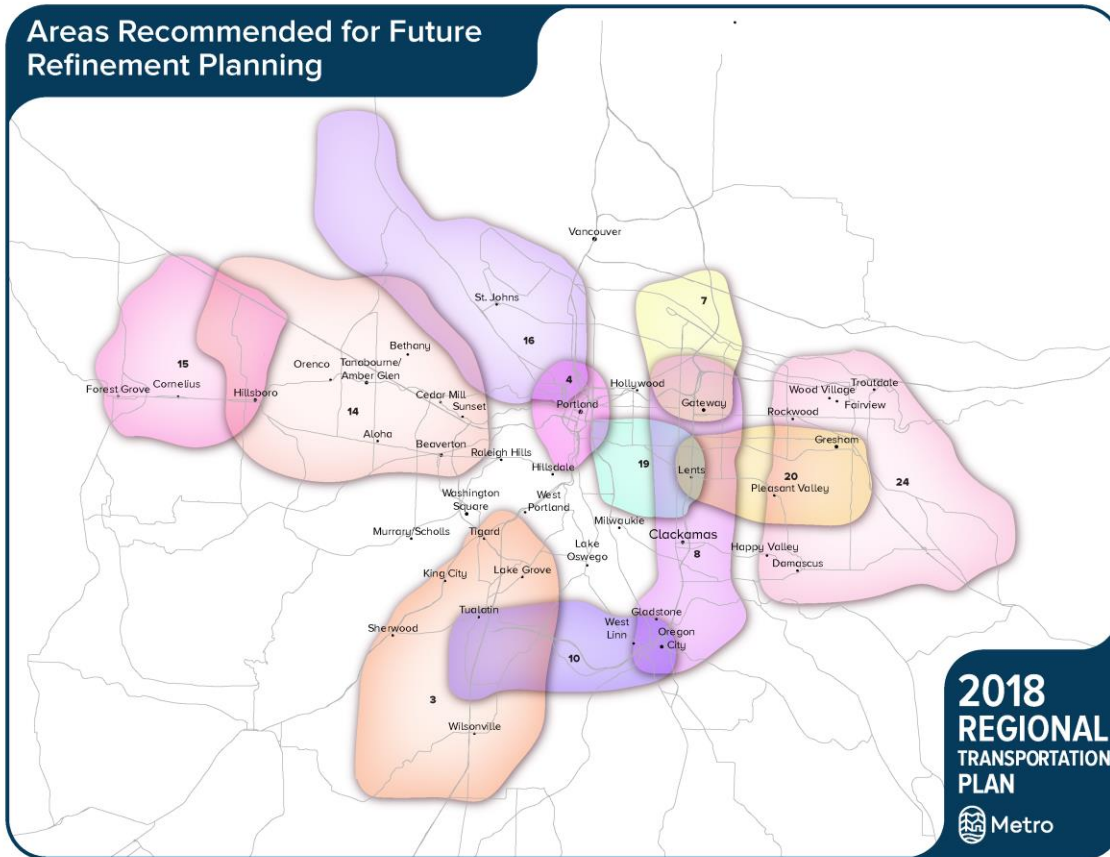 Areas Recommended for Future
Refinement Planning
Vancouver
St. Johns
7
16
15
Bethany
Orenco
Tanabourne/
Amber Glen
4
Hollywood
Troutdale
Wood Village
Fairview
Forest Grove
Cornelius
Hillsboro
14
Cedar Mill
Sunset
Portland
Gateway
Rockwood
Aloha
Beaverton
Raleigh Hills
Gresham
19
Hillsdale
Lents
20
24
Pleasant Valley
Washington
Square
West
Portland
Milwaukie
Murrary/Scholls
Tigard
Clackamas
Lake
Oswego
8
Happy Valley
Damascus
King City
Lake Grove
Tualatin
Gladstone
Sherwood
West
Linn
Oregon
City
10
3
Wilsonville
2018
REGIONAL
TRANSPORTATION
PLAN
Metro